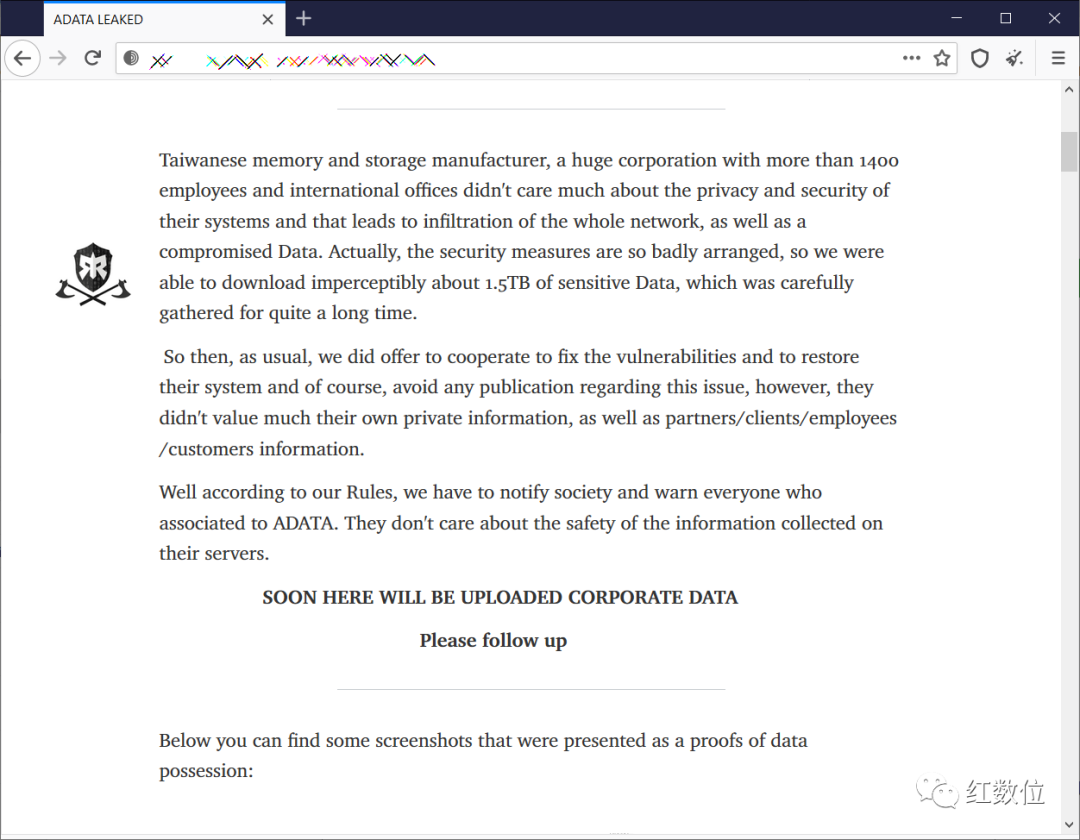 ADATA LEAKED
Taiwanese memory and storage manufacturer, a huge corporation with more than 1400
employees and international offices didn't care much about the privacy and security of
their systems and that leads to infiltration of the whole network, as well as a
compromised Data. Actually, the security measures are so badly arranged, so we were
able to download imperceptibly about 1.5TB of sensitive Data, which was carefully
gathered for quite a long time.
So then, as usual, we did offer to cooperate to fix the vulnerabilities and to restore
their system and of course, avoid any publication regarding this issue, however, they
didn't value much their own private information, as well as partners/clients/employees
/customers information.
Well according to our Rules, we have to notify society and warn everyone who
associated to ADATA. They don't care about the safety of the information collected on
their servers.
SOON HERE WILL BE UPLOADED CORPORATE DATA
Please follow up
Below you can find some screenshots that were presented as a proofs of data
possession:
红数位